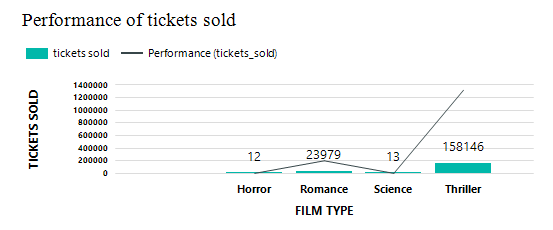 Performance of tickets sold
tickets sold
Performance (tickets_sold)
TICKETS SOLD
1400000
1200000
1000000
800000
600000
400000
200000
0
12
23979
13
158146
Horror
Romance
Science
Thriller
FILM TYPE